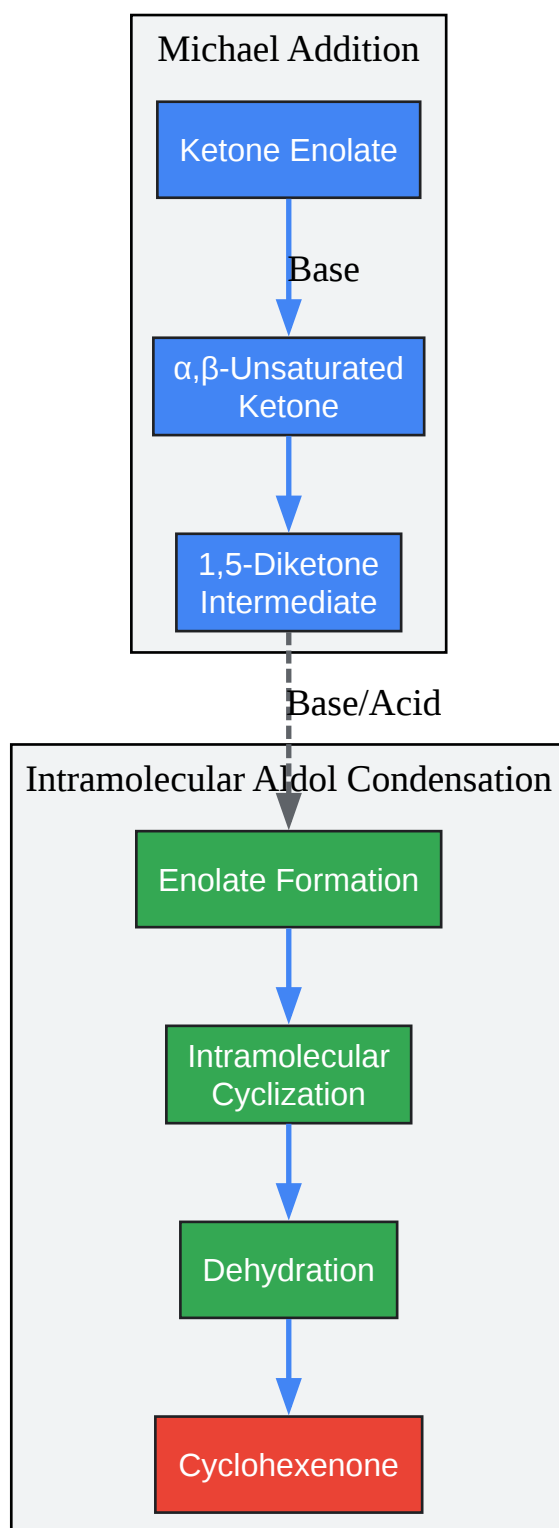 Michael Addition
Ketone Enolate
Base
α,β-Unsaturated
Ketone
1,5-Diketone
Intermediate
Base/Acid
Intramolecular Aldol Condensation
Enolate Formation
Intramolecular
Cyclization
Dehydration
Cyclohexenone